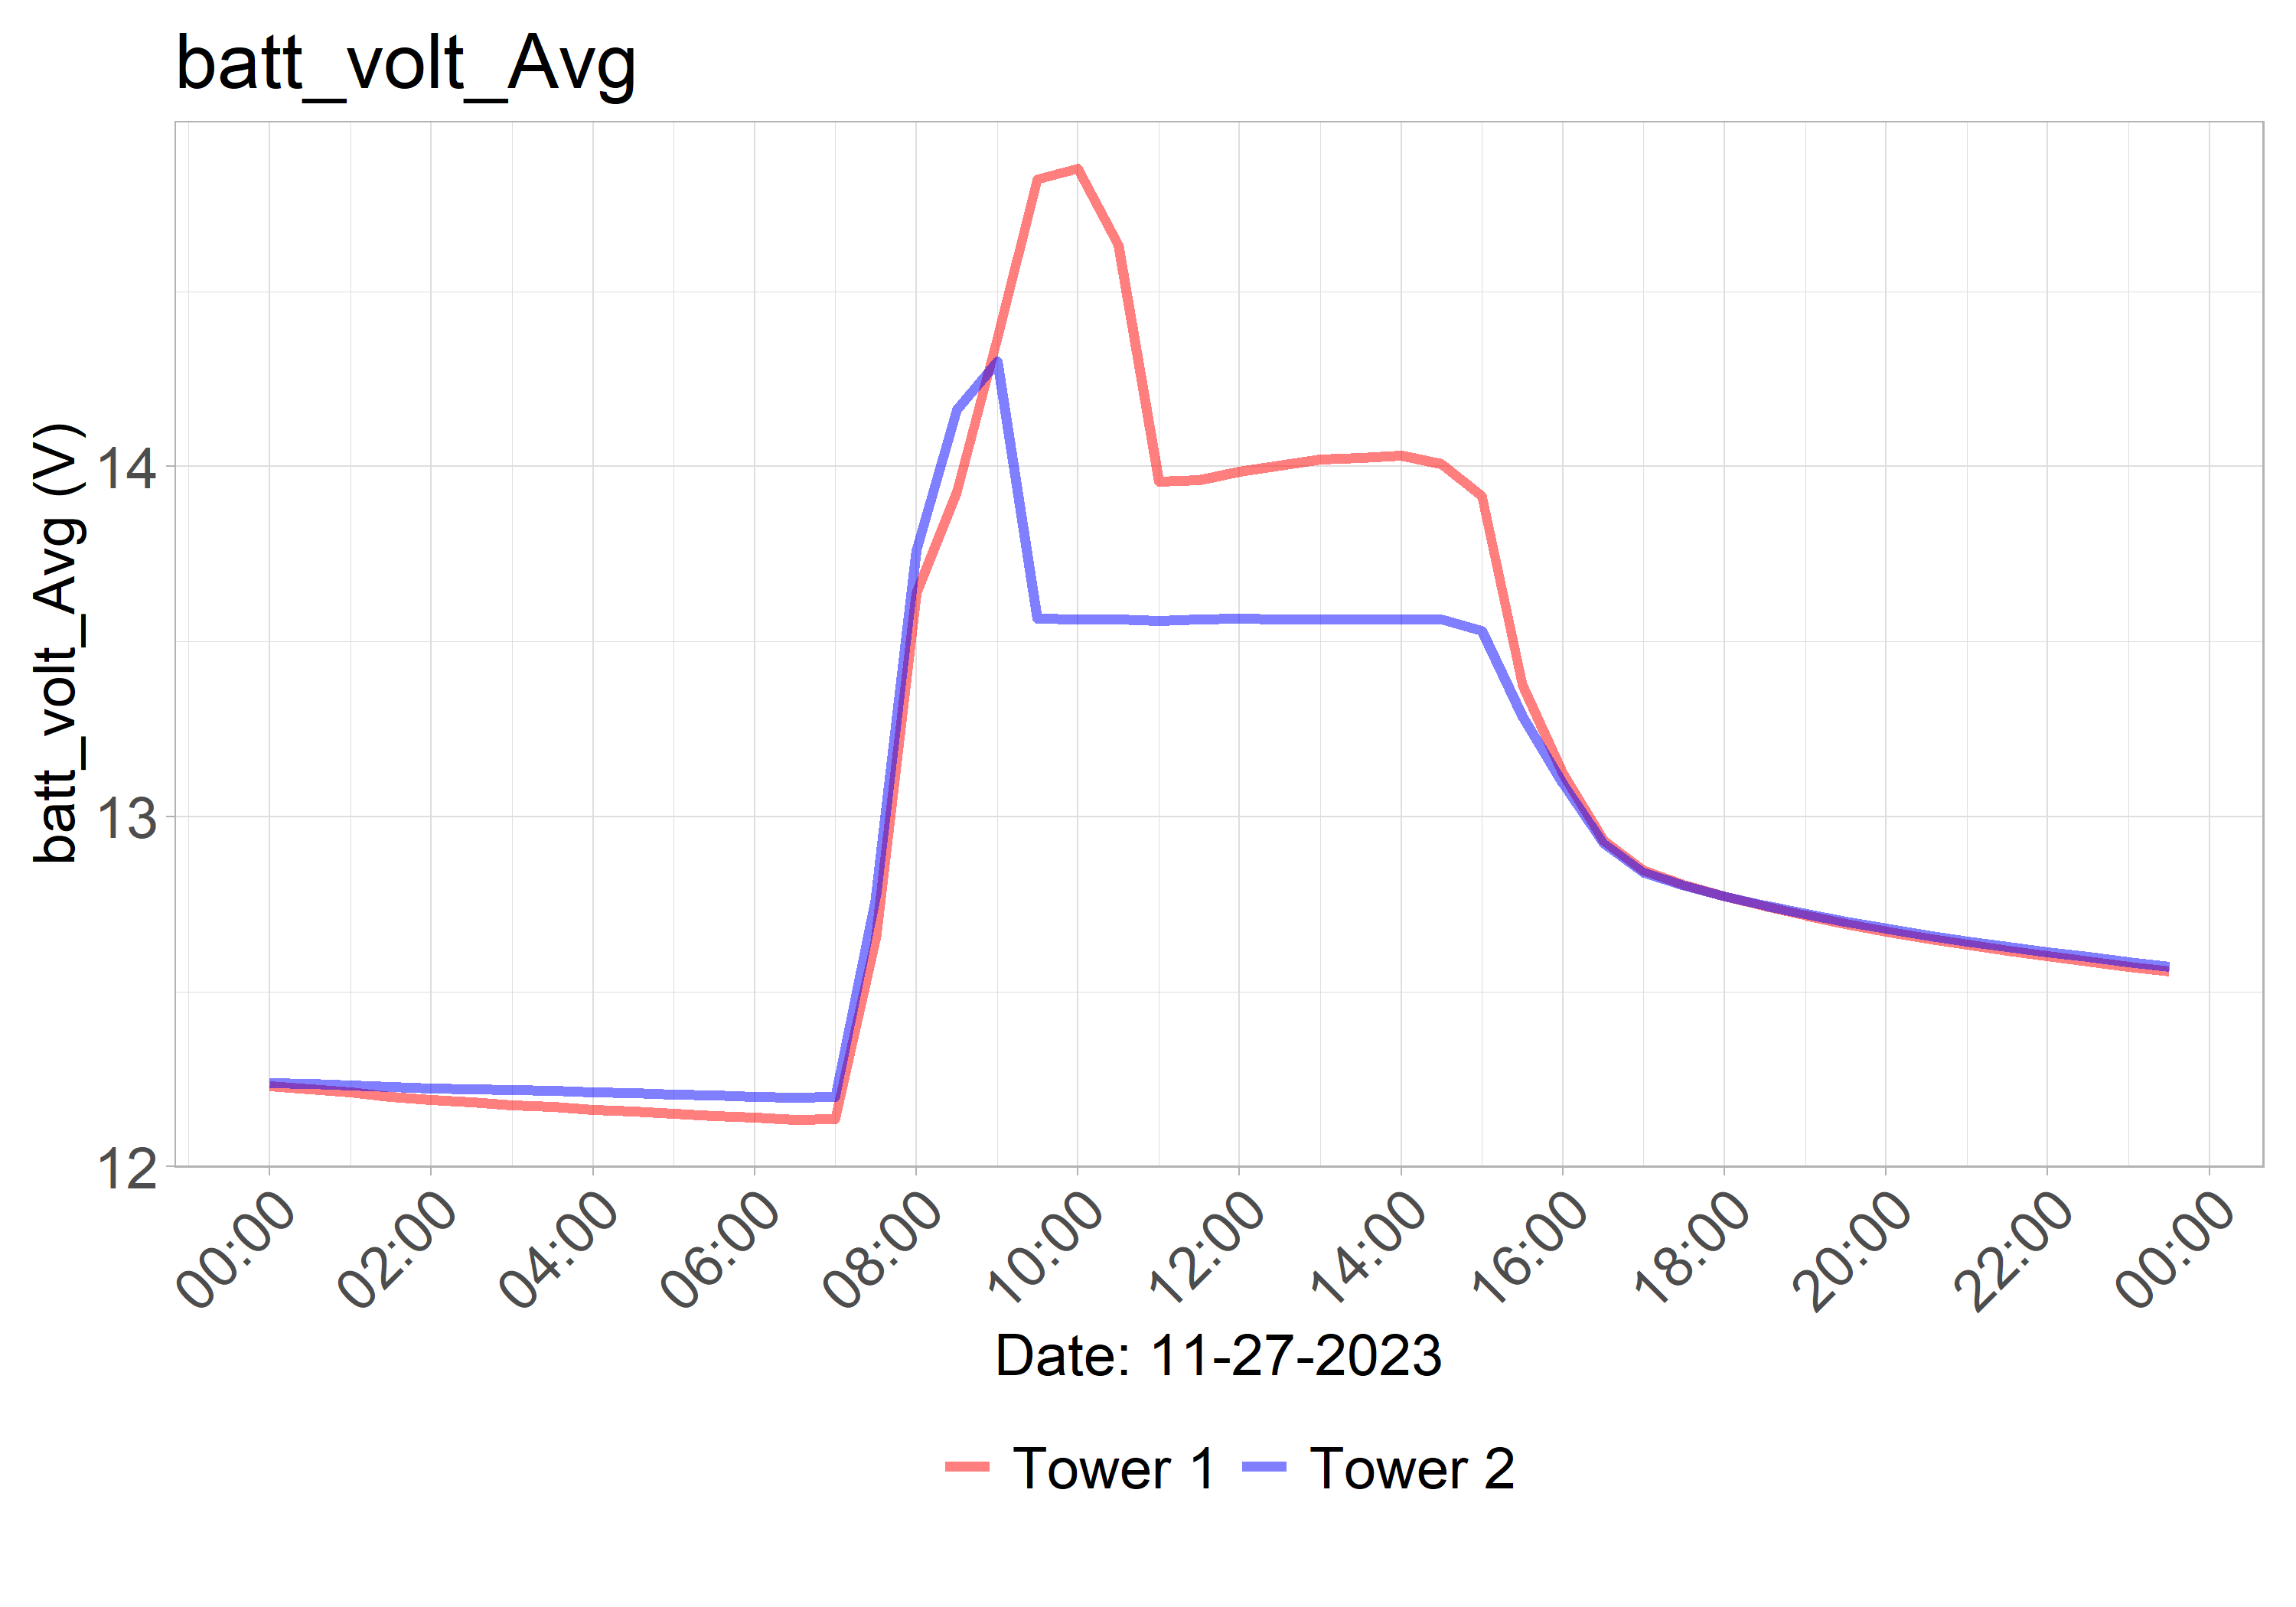 batt_volt_Avg
batt_volt_Avg (V)
14
13
12
00:00 02:00 04:00 06:00 08:00 10:00 12:00 14:00 16:00 18:00 20:00 22:00 00:00
Date: 11-27-2023
Tower 1 Tower 2